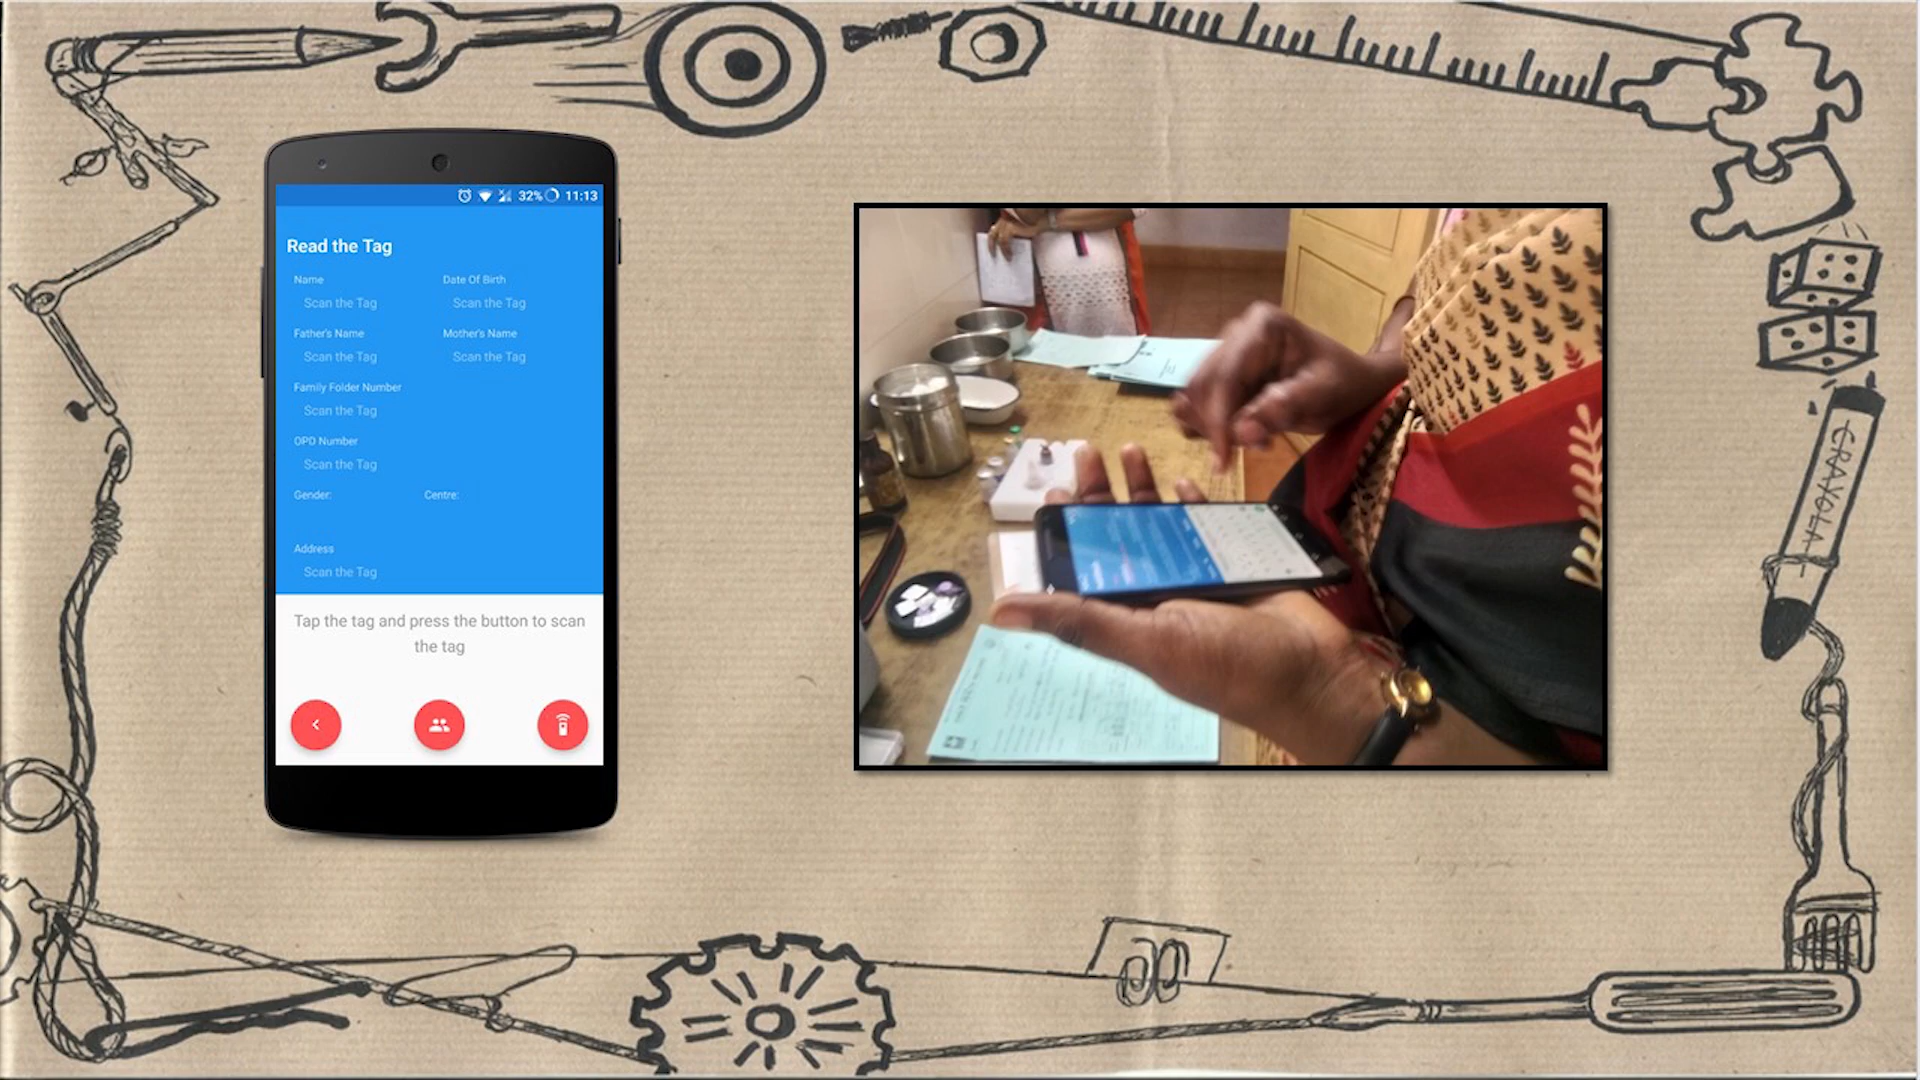 32% 11:13
Read the Tag
Name Date Of Birth
Scan the Tag Scan the Tag
Father's Name Mother's Name
Scan the Tag Scan the Tag
Family Folder Number
Scan the Tag
OPD Number
Scan the Tag
Gender: Centre:
Address
Scan the Tag
Tap the tag and press the button to scan
the tag
CRAYOLA